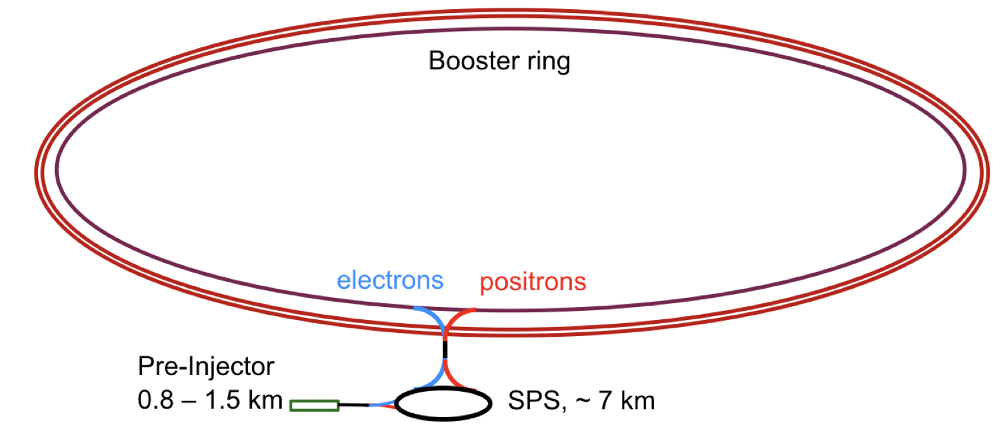 Booster ring
electrons
positrons
Pre-Injector
0.8 – 1.5 km
SPS, ~ 7 km